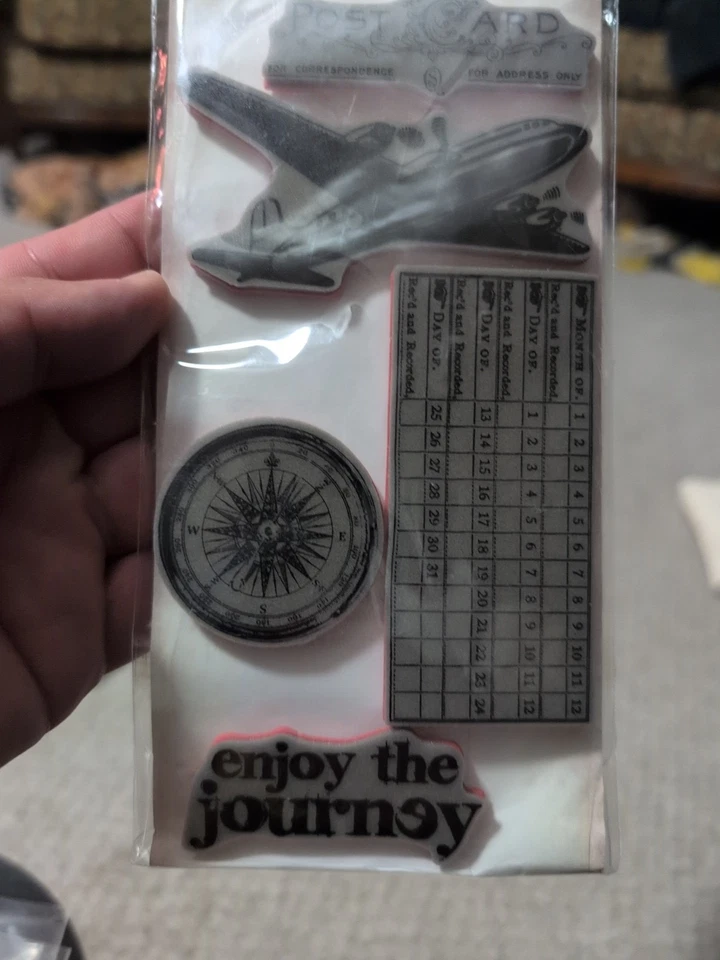 POST CARD
FOR CORRESPONDENCE S FOR ADDRESS ONLY
MONTH OF. 1 2 3 4 5 6 7 8 9 10 11 12
Rec'd and Recorded.
DAY OF. 1 2 3 4 5 6 7 8 9 10 11 12
Rec'd and Recorded.
DAY OF. 13 14 15 16 17 18 19 20 21 22 23 24
Rec'd and Recorded.
DAY OF. 25 26 27 28 29 30 31
Rec'd and Recorded.
W E
S
enjoy the
journey